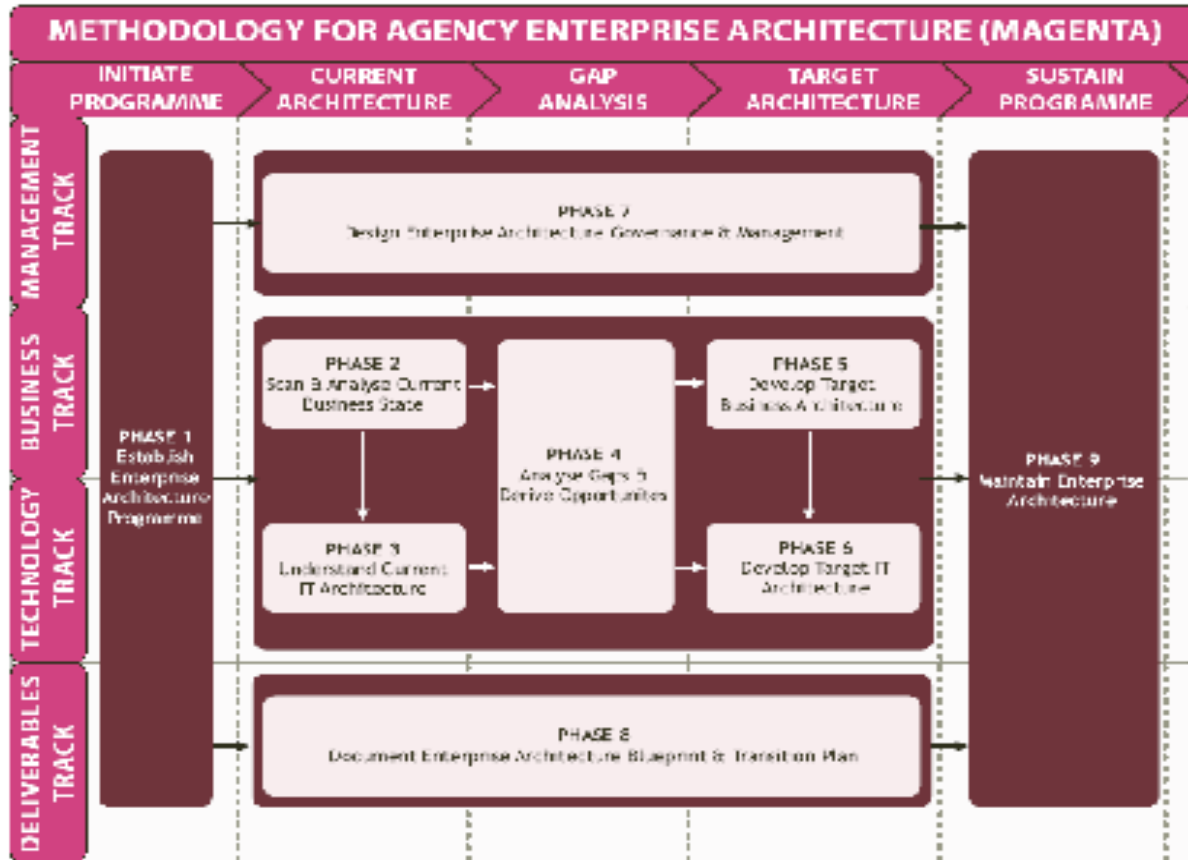 METHODOLOGY FOR AGENCY ENTERPRISE ARCHITECTURE (MAGENTA)
INITIATE
PROGRAMME
CURRENT
ARCHITECTURE
GAP
ANALYSIS
TARGET
ARCHITECTURE
SUSTAIN
PROGRAMME
MANAGEMENT
TRACK
BUSINESS
TRACK
TECHNOLOGY
TRACK
DELIVERABLES
TRACK
PHASE 1
Establish
Enterprise
Architecture
Programme
PHASE 7
Design Enterprise Architecture Governance & Management
PHASE 2
Scan & Analyse Current
Business State
PHASE 3
Understand Current
IT Architecture
PHASE 4
Analyse Gaps &
Derive Opportunites
PHASE 5
Develop Target
Business Architecture
PHASE 6
Develop Target IT
Architecture
PHASE 8
Document Enterprise Architecture Blueprint & Transition Plan
PHASE 9
Maintain Enterprise
Architecture